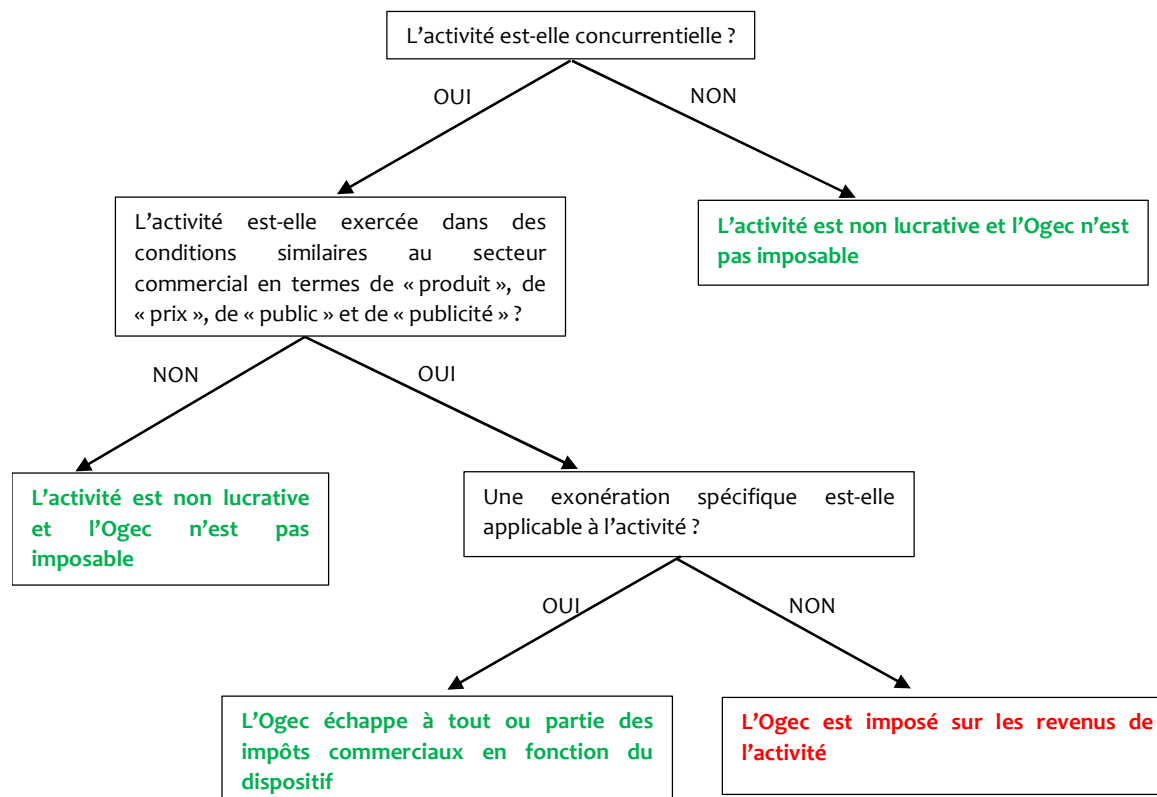 L’activité est-elle concurrentielle ?
OUI
NON
L’activité est-elle exercée dans des
conditions similaires au secteur
commercial en termes de « produit », de
« prix », de « public » et de « publicité » ?
L’activité est non lucrative et l’Ogec n’est
pas imposable
NON
OUI
L’activité est non lucrative
et l’Ogec n’est pas
imposable
Une exonération spécifique est-elle
applicable à l’activité ?
OUI
NON
L’Ogec échappe à tout ou partie des
impôts commerciaux en fonction du
dispositif
L’Ogec est imposé sur les revenus de
l’activité